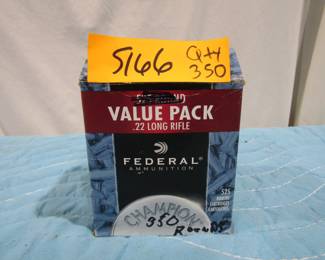 5166 Qty
350
VALUE PACK
.22 LONG RIFLE
FEDERAL
AMMUNITION
525
CHAMPION
350
Rounds